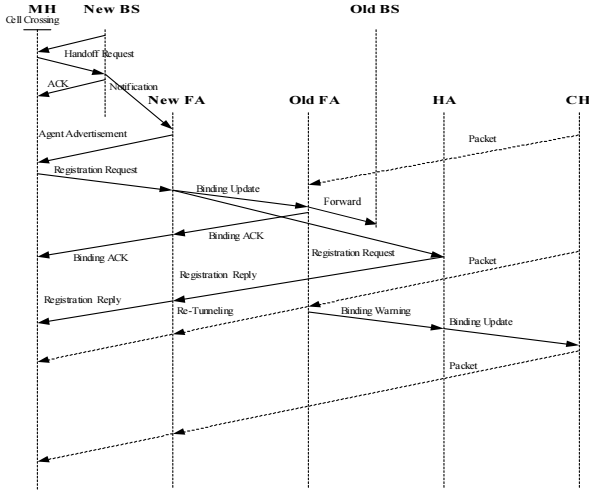 MH New BS Old BS
Cell Crossing
Handoff Request
ACK Notification
New FA Old FA HA CH
Agent Advertisement Packet
Registration Request
Binding Update
Forward
Binding ACK
Binding ACK Registration Request Packet
Registration Reply
Registration Reply
Re-Tunneling Binding Warning
Binding Update
Packet